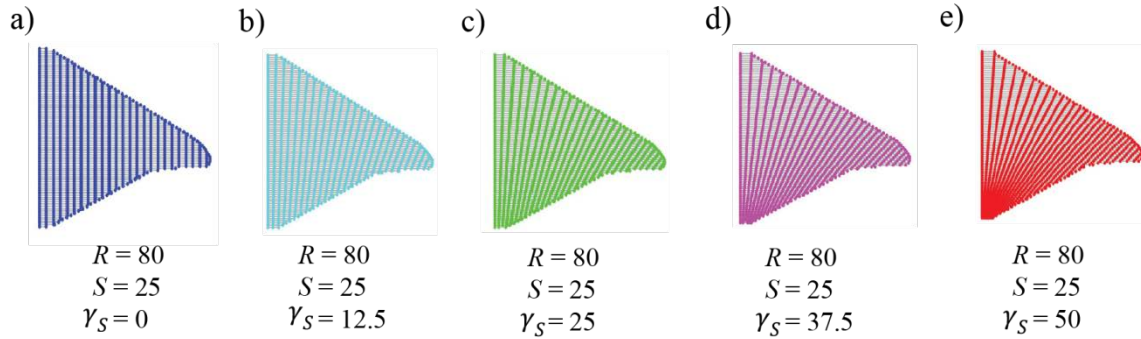 a) b) c) d) e)
R = 80 R = 80 R = 80 R = 80 R = 80
S = 25 S = 25 S = 25 S = 25 S = 25
γS = 0 γS = 12.5 γS = 25 γS = 37.5 γS = 50